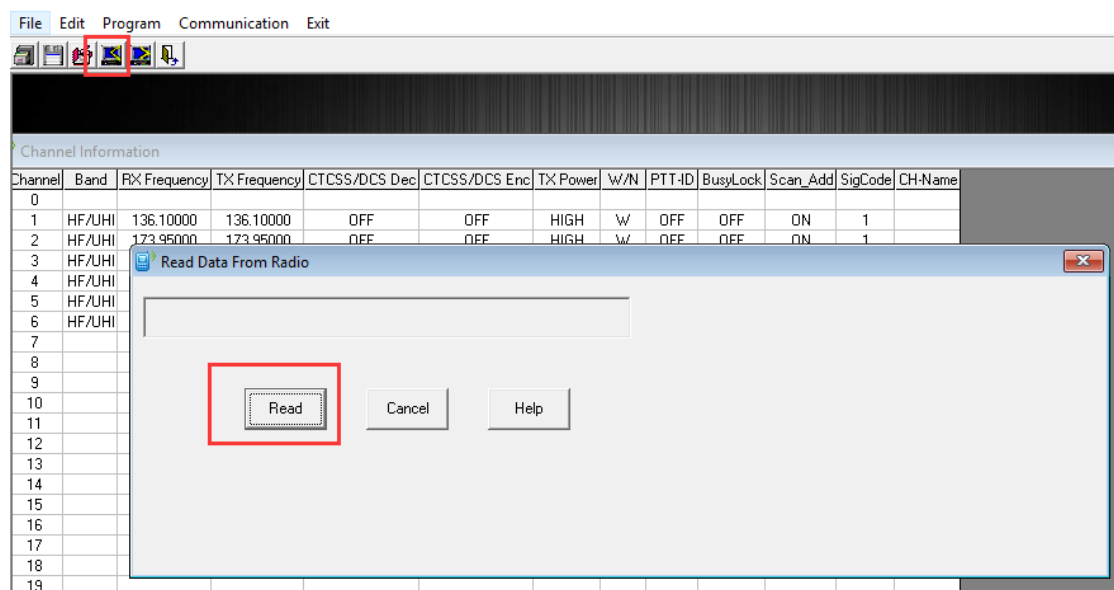 File Edit Program Communication Exit
Channel Information
Channel Band RX Frequency TX Frequency CTCSS/DCS Dec CTCSS/DCS Enc TX Power W/N PTT-ID BusyLock Scan_Add SigCode CH-Name
0
1 HF/UHI 136.10000 136.10000 OFF OFF HIGH W OFF OFF ON 1
2 HF/UHI 173.95000 173.95000 OFF OFF HIGH W OFF OFF ON 1
3 HF/UHI Read Data From Radio
4 HF/UHI
5 HF/UHI
6 HF/UHI
7
8
9
10 Read Cancel Help
11
12
13
14
15
16
17
18
19